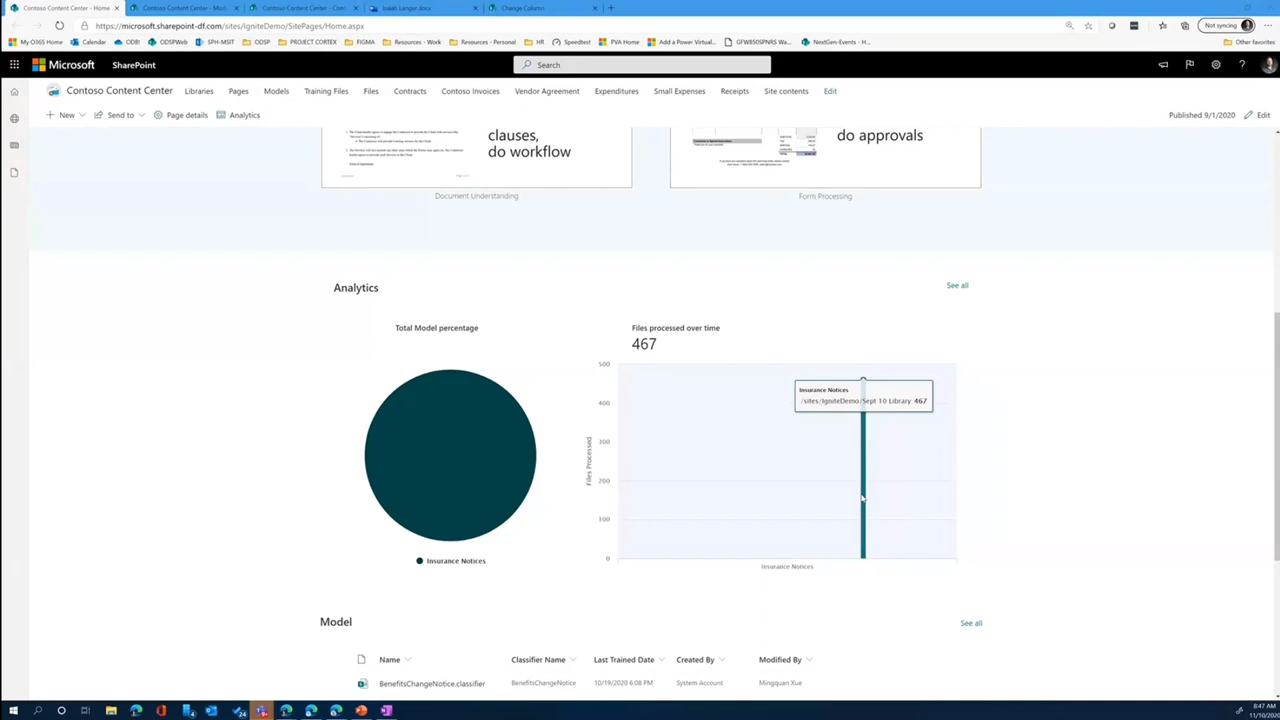 Contoso Content Center - Home
Contoso Content Center - Mod
Contoso Content Center - Con
Isaiah Langer.docx
Change Column
https://microsoft.sharepoint-df.com/sites/IgniteDemo/SitePages/Home.aspx
Not syncing
My O365 Home
Calendar
ODB!
ODSPWeb
SPH-MSIT
ODSP
PROJECT CORTEX
FIGMA
Resources - Work
Resources - Personal
HR
Speedtest
PVA Home
Add a Power Virtual...
GFW850SPNRS Wa...
NextGen-Events - H...
Other favorites
Microsoft
SharePoint
Search
Contoso Content Center
Libraries
Pages
Models
Training Files
Files
Contracts
Contoso Invoices
Vendor Agreement
Expenditures
Small Expenses
Receipts
Site contents
Edit
New
Send to
Page details
Analytics
Published 9/1/2020
Edit
clauses,
do workflow
do approvals
Document Understanding
Form Processing
Analytics
See all
Total Model percentage
Files processed over time
467
500
400
300
200
100
0
Files Processed
Insurance Notices
/sites/IgniteDemo/Sept 10 Library 467
Insurance Notices
Insurance Notices
Model
See all
Name
Classifier Name
Last Trained Date
Created By
Modified By
BenefitsChangeNotice.classifier
BenefitsChangeNotice
10/19/2020 6:08 PM
System Account
Mingquan Xue
24
8:47 AM
11/10/2020